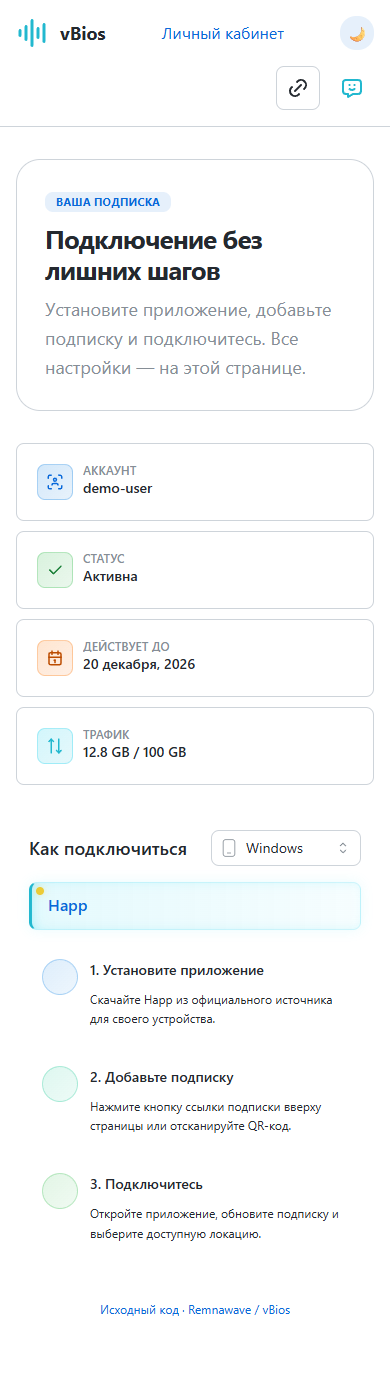 vBios
Личный кабинет
ВАША ПОДПИСКА
Подключение без
лишних шагов
Установите приложение, добавьте
подписку и подключитесь. Все
настройки — на этой странице.
АККАУНТ
demo-user
СТАТУС
Активна
ДЕЙСТВУЕТ ДО
20 декабря, 2026
ТРАФИК
12.8 GB / 100 GB
Как подключиться
Windows
Happ
1. Установите приложение
Скачайте Happ из официального источника
для своего устройства.
2. Добавьте подписку
Нажмите кнопку ссылки подписки вверху
страницы или отсканируйте QR-код.
3. Подключитесь
Откройте приложение, обновите подписку и
выберите доступную локацию.
Исходный код · Remnawave / vBios